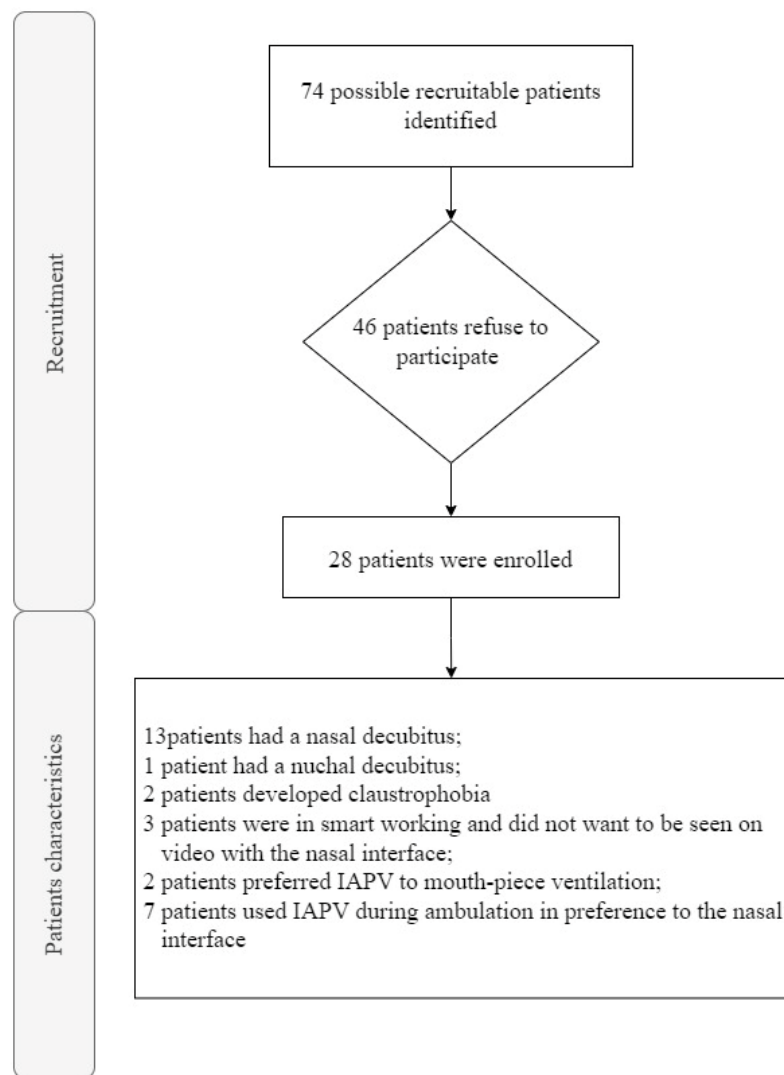 Recruitment
74 possible recruitable patients
identified
46 patients refuse to
participate
28 patients were enrolled
Patients characteristics
13patients had a nasal decubitus;
1 patient had a nuchal decubitus;
2 patients developed claustrophobia
3 patients were in smart working and did not want to be seen on
video with the nasal interface;
2 patients preferred IAPV to mouth-piece ventilation;
7 patients used IAPV during ambulation in preference to the nasal
interface